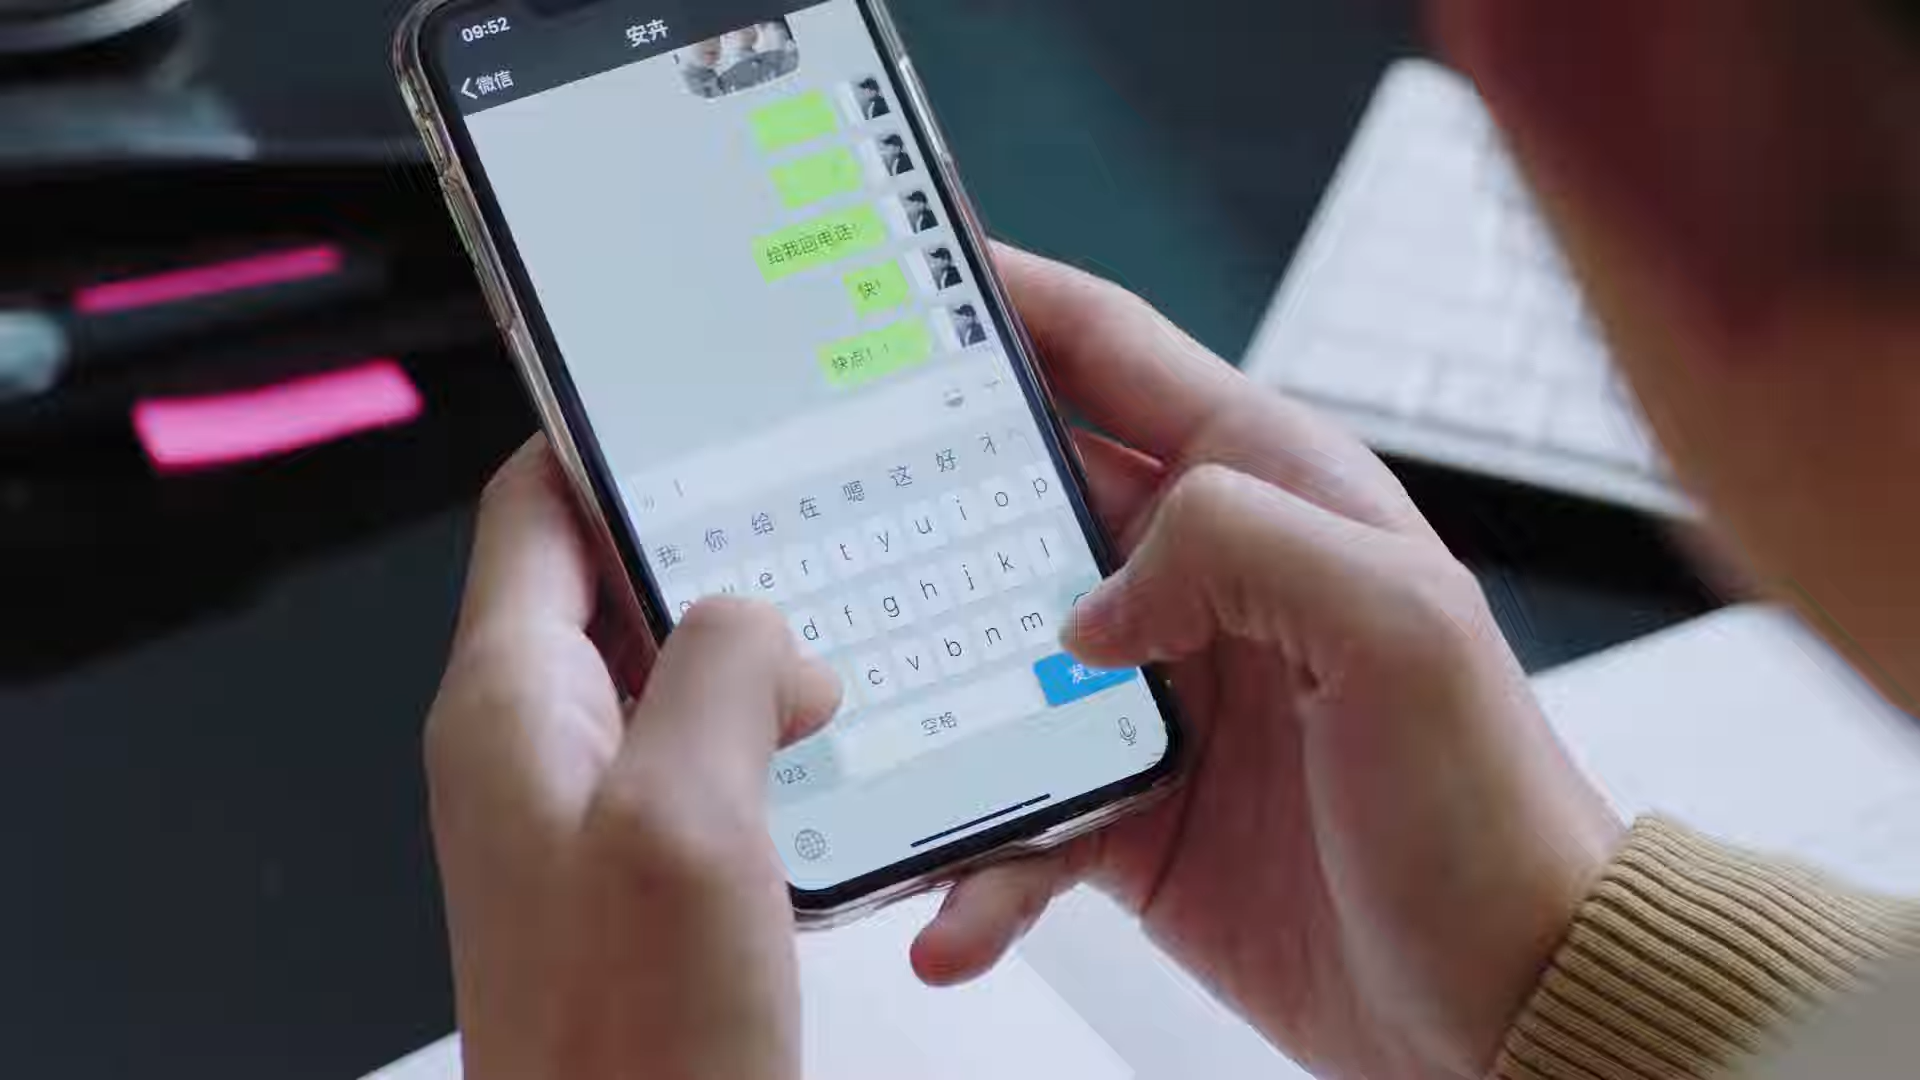 09:52
安卉
微信
给我回电话!
快!
快点! !
我 你 给 在 嗯 这 好
e r t y u i o p
d f g h j k l
c v b n m
空格
123